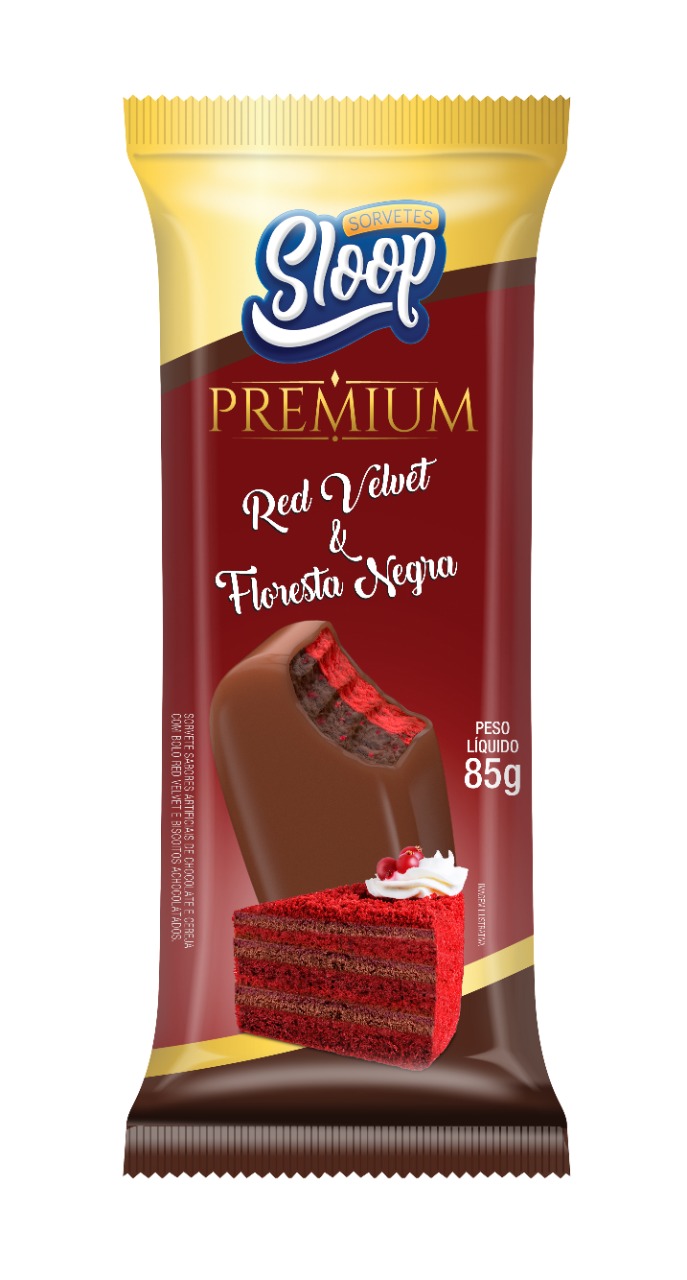 Sloop
SORVETES
PREMIUM
Red Velvet
&
Floresta Negra
PESO
LÍQUIDO
85g
SORVETE SABORES ARTIFICIAIS DE CHOCOLATE E CEREJA
COM BOLO RED VELVET E BISCOITOS ACHOCOLATADOS.
IMAGEM ILUSTRATIVA